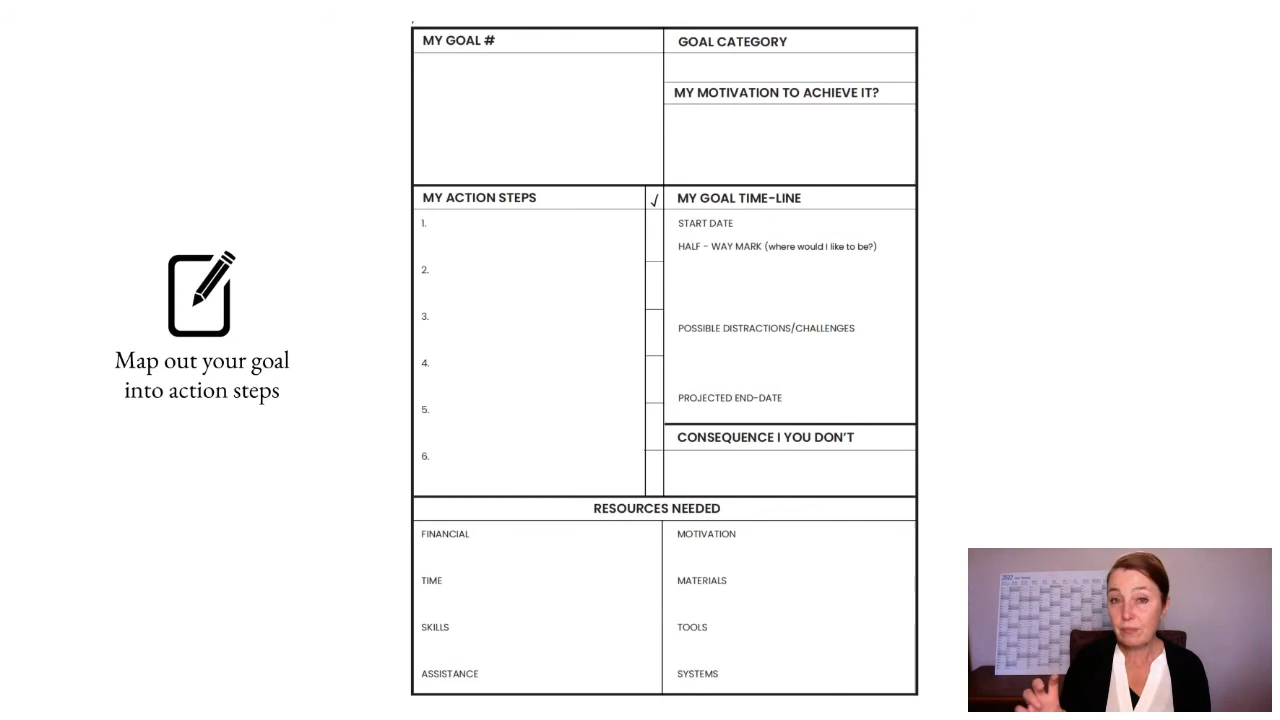 MY GOAL #
GOAL CATEGORY
MY MOTIVATION TO ACHIEVE IT?
MY ACTION STEPS
√
MY GOAL TIME-LINE
1.
2.
3.
4.
5.
6.
START DATE
HALF - WAY MARK (where would I like to be?)
POSSIBLE DISTRACTIONS/CHALLENGES
PROJECTED END-DATE
CONSEQUENCE I YOU DON'T
RESOURCES NEEDED
FINANCIAL
TIME
SKILLS
ASSISTANCE
MOTIVATION
MATERIALS
TOOLS
SYSTEMS
Map out your goal
into action steps
2022